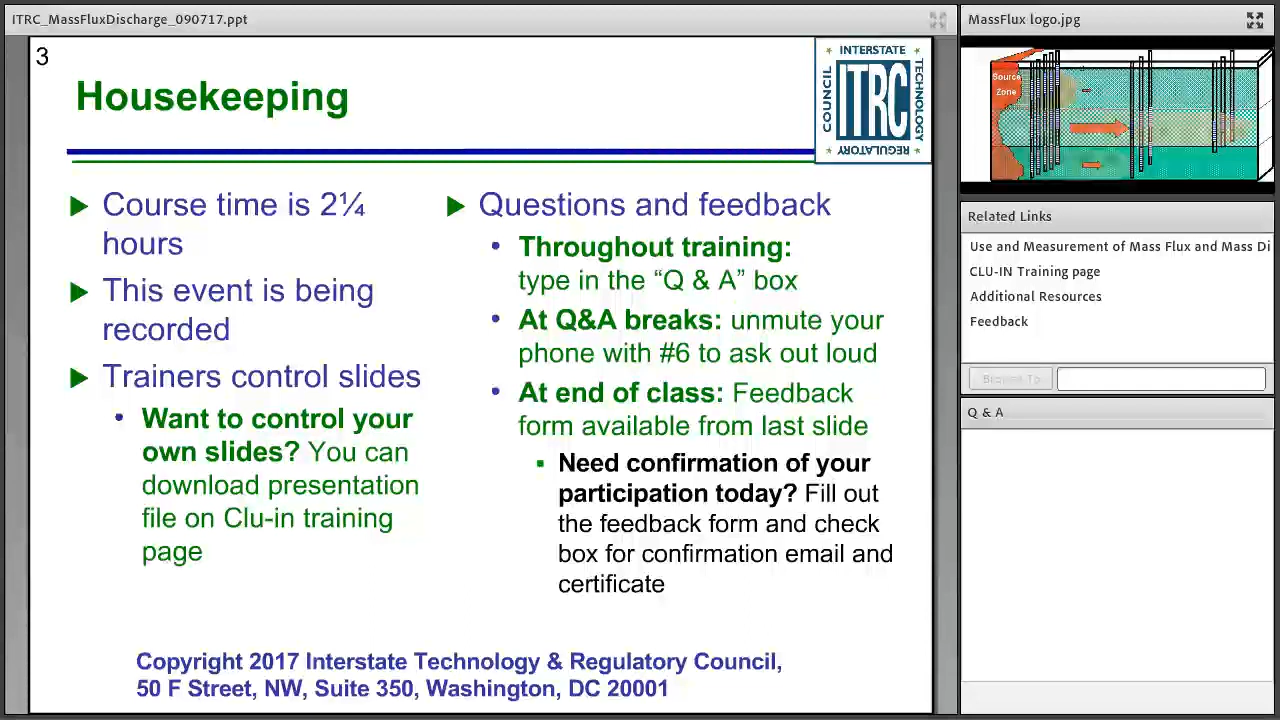 ITRC_MassFluxDischarge_090717.ppt
3
Housekeeping
INTERSTATE
COUNCIL
ITRC
TECHNOLOGY
REGULATORY
Course time is 2¼
hours
This event is being
recorded
Trainers control slides
Want to control your
own slides? You can
download presentation
file on Clu-in training
page
Questions and feedback
Throughout training:
type in the “Q & A” box
At Q&A breaks: unmute your
phone with #6 to ask out loud
At end of class: Feedback
form available from last slide
Need confirmation of your
participation today? Fill out
the feedback form and check
box for confirmation email and
certificate
Copyright 2017 Interstate Technology & Regulatory Council,
50 F Street, NW, Suite 350, Washington, DC 20001
MassFlux logo.jpg
Source
Zone
Related Links
Use and Measurement of Mass Flux and Mass Di
CLU-IN Training page
Additional Resources
Feedback
Browse To
Q & A